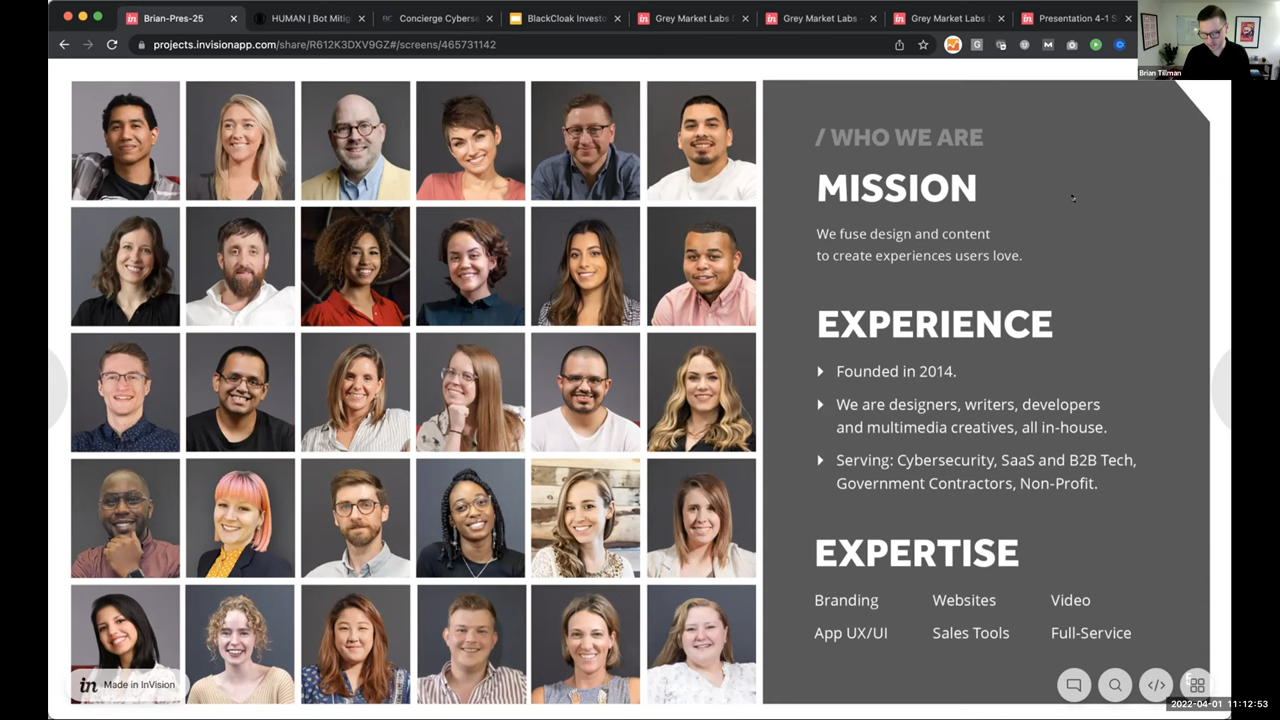 Brian-Pres-25
HUMAN | Bot Mitig
Concierge Cyberse
BlackCloak Investo
Grey Market Labs D
Grey Market Labs -
Grey Market Labs D
Presentation 4-1 S
projects.invisionapp.com/share/R612K3DXV9GZ#/screens/465731142
Brian Tillman
/ WHO WE ARE
MISSION
We fuse design and content
to create experiences users love.
EXPERIENCE
Founded in 2014.
We are designers, writers, developers
and multimedia creatives, all in-house.
Serving: Cybersecurity, SaaS and B2B Tech,
Government Contractors, Non-Profit.
EXPERTISE
Branding Websites Video
App UX/UI Sales Tools Full-Service
in Made in InVision
2022-04-01 11:12:53